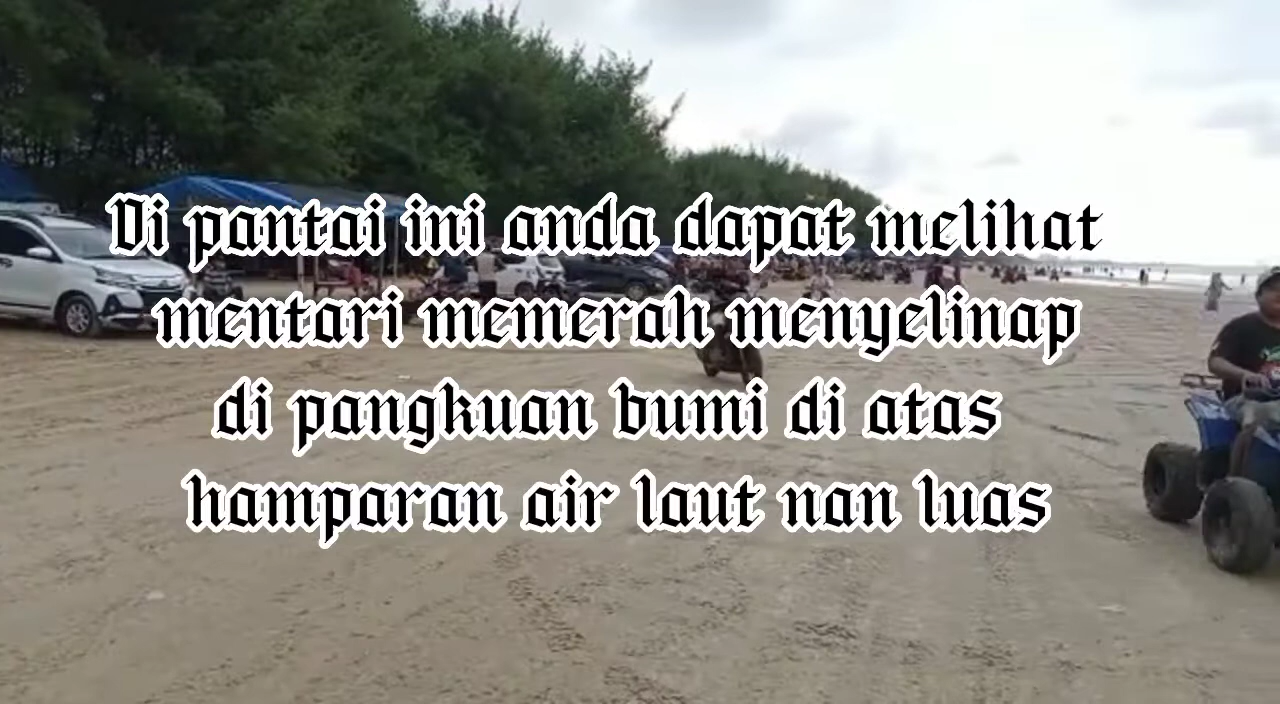 Di pantai ini anda dapat melihat
mentari memerah menyelinap
di pangkuan bumi di atas
hamparan air laut nan luas